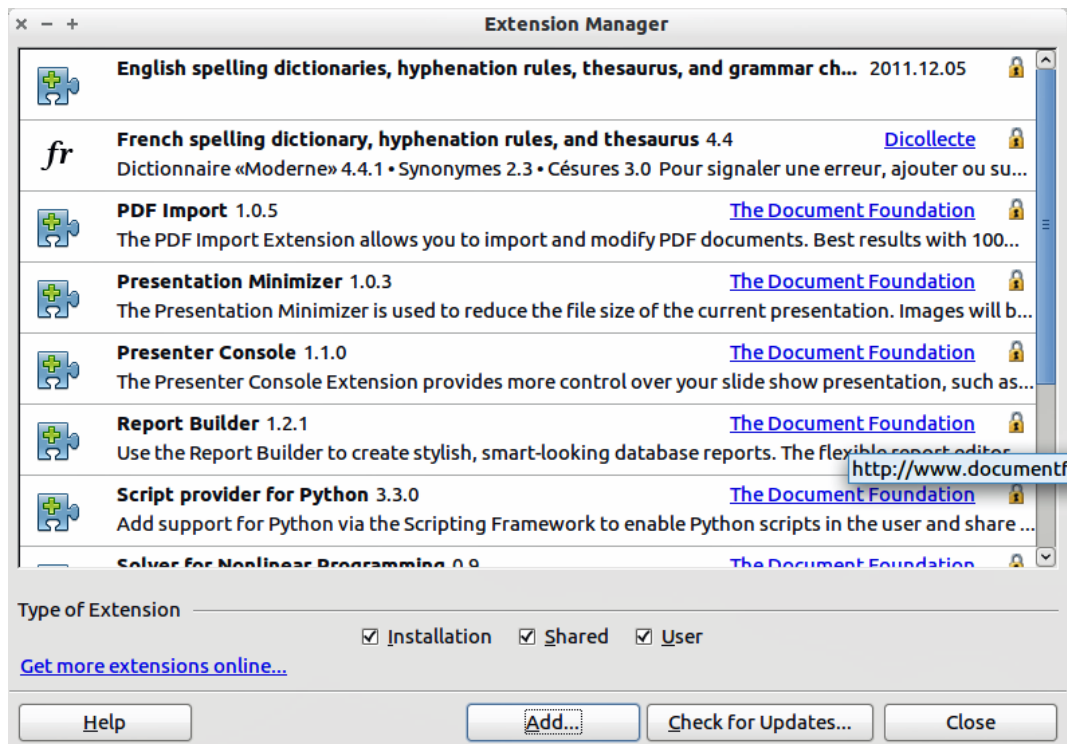 Extension Manager
English spelling dictionaries, hyphenation rules, thesaurus, and grammar ch... 2011.12.05
fr
French spelling dictionary, hyphenation rules, and thesaurus 4.4 Dicollecte
Dictionnaire «Moderne» 4.4.1 • Synonymes 2.3 • Césures 3.0 Pour signaler une erreur, ajouter ou su...
PDF Import 1.0.5 The Document Foundation
The PDF Import Extension allows you to import and modify PDF documents. Best results with 100...
Presentation Minimizer 1.0.3 The Document Foundation
The Presentation Minimizer is used to reduce the file size of the current presentation. Images will b...
Presenter Console 1.1.0 The Document Foundation
The Presenter Console Extension provides more control over your slide show presentation, such as...
Report Builder 1.2.1 The Document Foundation
Use the Report Builder to create stylish, smart-looking database reports. The flexible report editor
http://www.documentf
Script provider for Python 3.3.0 The Document Foundation
Add support for Python via the Scripting Framework to enable Python scripts in the user and share ...
Solver for Nonlinear Programming 0.9 The Document Foundation
Type of Extension
Installation Shared User
Get more extensions online...
Help Add... Check for Updates... Close